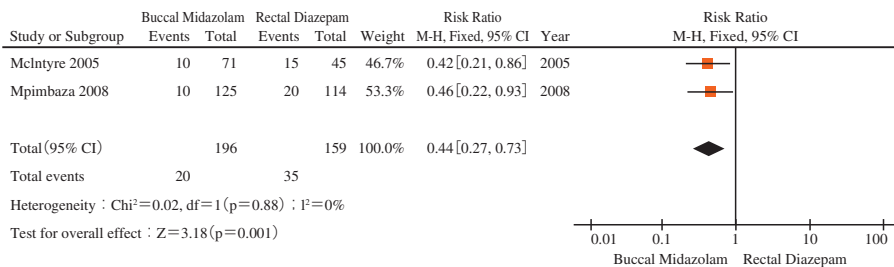 Buccal Midazolam Rectal Diazepam Risk Ratio Risk Ratio
Study or Subgroup Events Total Events Total Weight M-H, Fixed, 95% CI Year M-H, Fixed, 95% CI
McIntyre 2005 10 71 15 45 46.7% 0.42[0.21, 0.86] 2005
Mpimbaza 2008 10 125 20 114 53.3% 0.46[0.22, 0.93] 2008
Total(95% CI) 196 159 100.0% 0.44[0.27, 0.73]
Total events 20 35
Heterogeneity:Chi²=0.02, df=1(p=0.88);I²=0%
Test for overall effect:Z=3.18(p=0.001)
0.01 0.1 1 10 100
Buccal Midazolam Rectal Diazepam